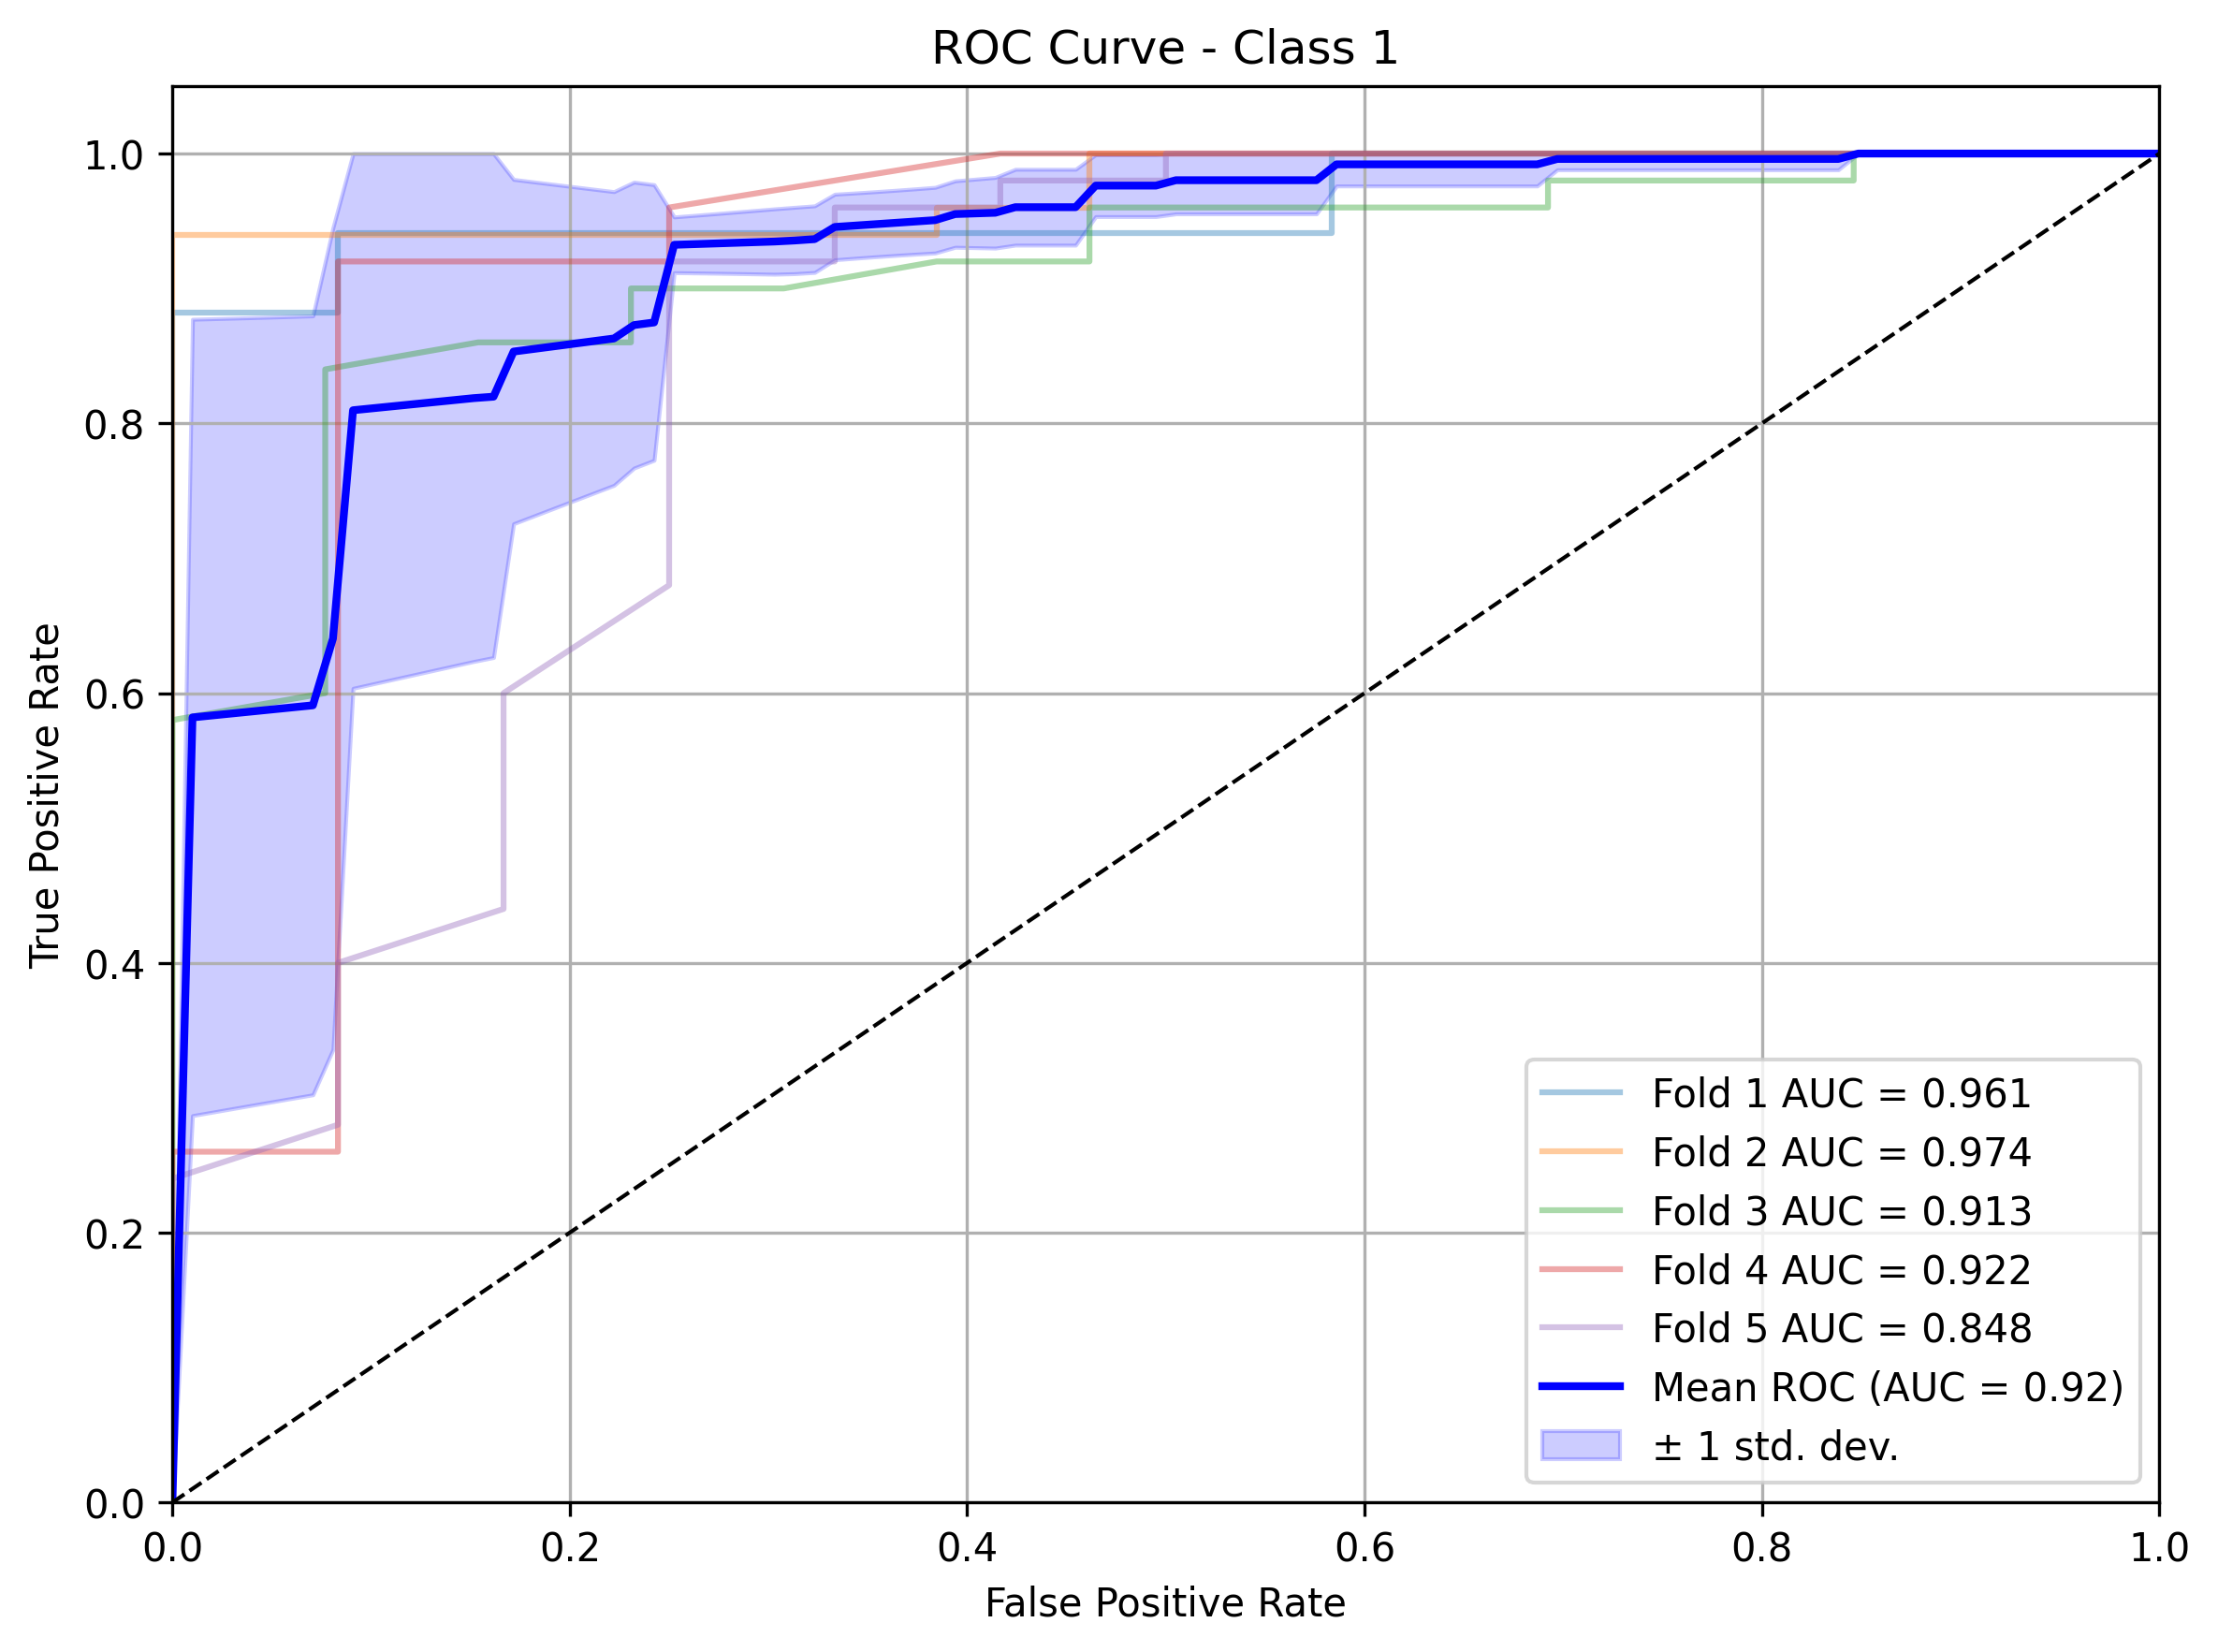 ROC Curve - Class 1
True Positive Rate
1.0
0.8
0.6
0.4
0.2
0.0
0.0 0.2 0.4 0.6 0.8 1.0
False Positive Rate
Fold 1 AUC = 0.961
Fold 2 AUC = 0.974
Fold 3 AUC = 0.913
Fold 4 AUC = 0.922
Fold 5 AUC = 0.848
Mean ROC (AUC = 0.92)
± 1 std. dev.